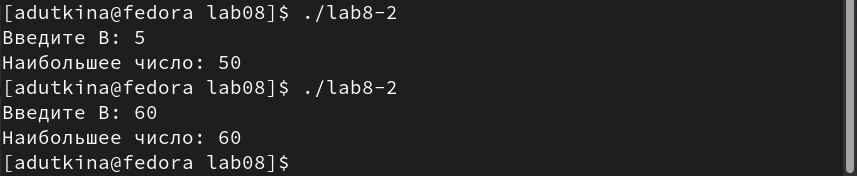 [adutkina@fedora lab08]$ ./lab8-2
Введите B: 5
Наибольшее число: 50
[adutkina@fedora lab08]$ ./lab8-2
Введите B: 60
Наибольшее число: 60
[adutkina@fedora lab08]$